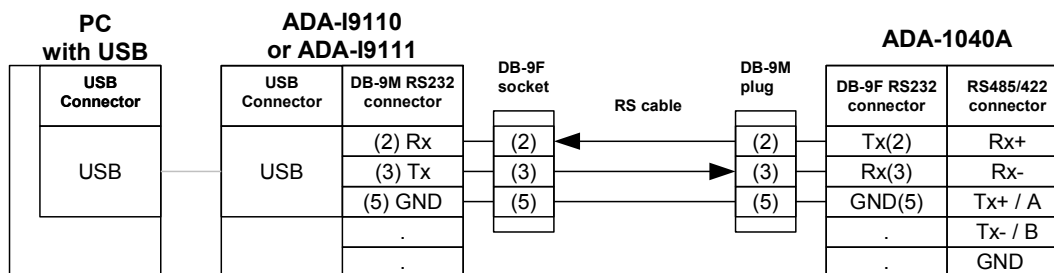 PC
with USB
ADA-I9110
or ADA-I9111
ADA-1040A
USB
Connector
USB
Connector
DB-9M RS232
connector
DB-9F
socket
RS cable
DB-9M
plug
DB-9F RS232
connector
RS485/422
connector
USB
USB
(2) Rx
(2)
(2)
Tx(2)
Rx+
(3) Tx
(3)
(3)
Rx(3)
Rx-
(5) GND
(5)
(5)
GND(5)
Tx+ / A
.
.
Tx- / B
.
.
GND